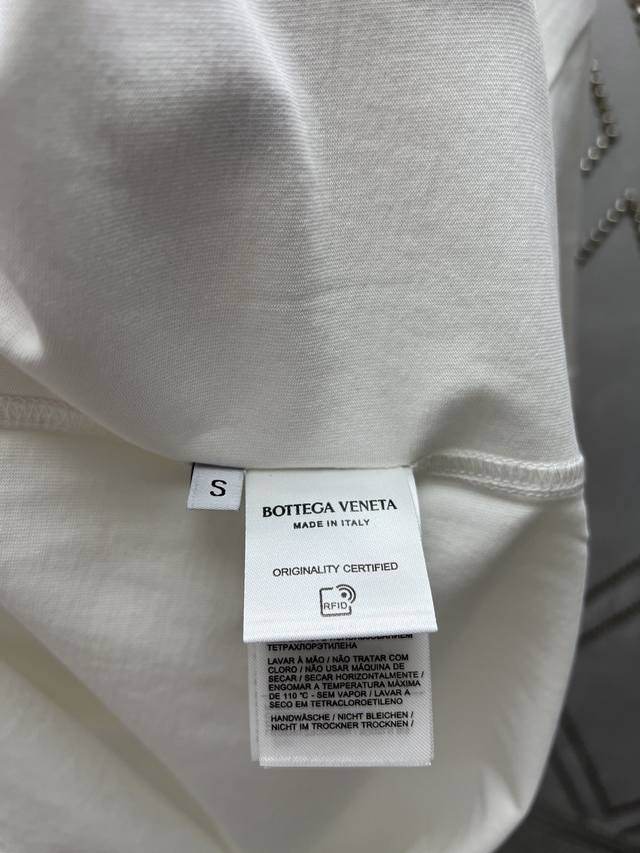 S
BOTTEGA VENETA
MADE IN ITALY
ORIGINALITY CERTIFIED
RFID
ТЕТРАХЛОРЭТИЛЕНА
LAVAR À MÃO / NÃO TRATAR COM
CLORO / NÃO USAR MÁQUINA DE
SECAR / SECAR HORIZONTALMENTE /
ENGOMAR A TEMPERATURA MÁXIMA
DE 110 °C - SEM VAPOR / LAVAR À
SECO EM TETRACLOROETILENO
HANDWÄSCHE / NICHT BLEICHEN /
NICHT IM TROCKNER TROCKNEN /